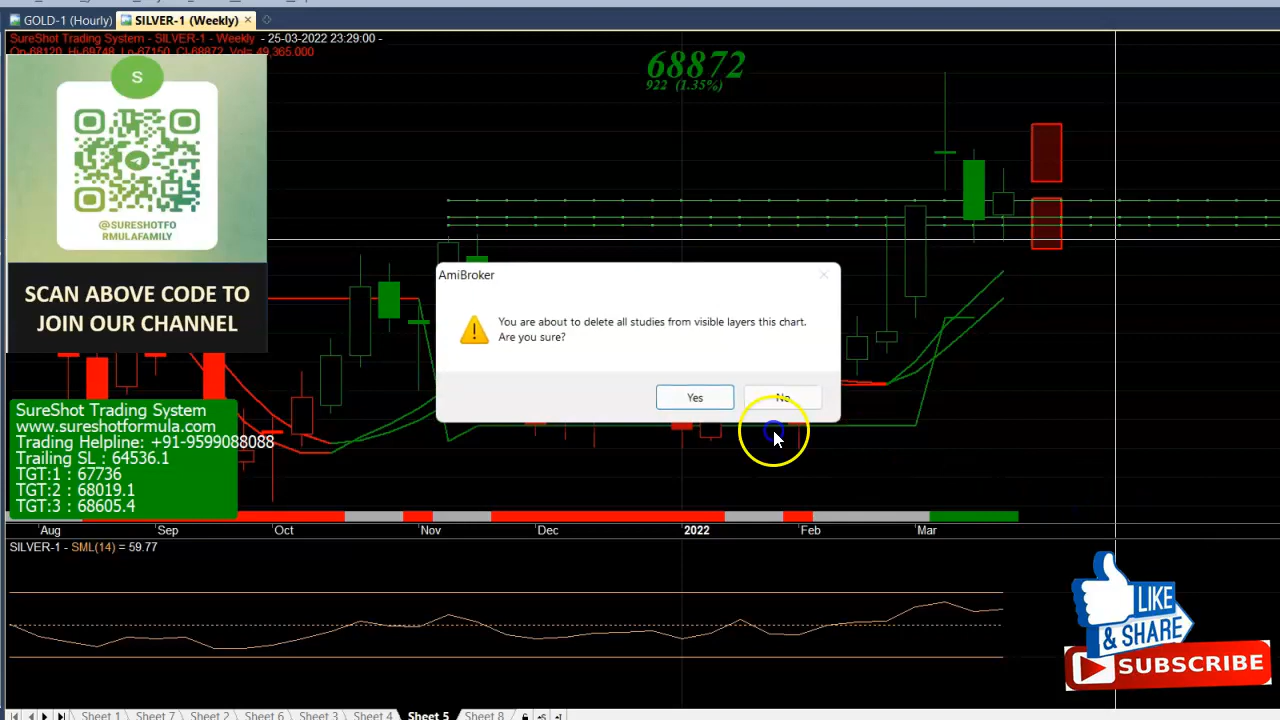 GOLD-1 (Hourly)
SILVER-1 (Weekly)
SureShot Trading System - SILVER-1 - Weekly - 25-03-2022 23:29:00 -
Op-68120, Hi-68748, Lo-67150, Cl-68872, Vol= 49,365.000
68872
922 (1.35%)
S
@SURESHOTFO
RMULAFAMILY
SCAN ABOVE CODE TO
JOIN OUR CHANNEL
AmiBroker
You are about to delete all studies from visible layers this chart.
Are you sure?
Yes
No
SureShot Trading System
www.sureshotformula.com
Trading Helpline: +91-9599088088
Trailing SL : 64536.1
TGT:1 : 67736
TGT:2 : 68019.1
TGT:3 : 68605.4
Aug Sep Oct Nov Dec 2022 Feb Mar
SILVER-1 - SML(14) = 59.77
LIKE
& SHARE
SUBSCRIBE
Sheet 1 Sheet 7 Sheet 2 Sheet 6 Sheet 3 Sheet 4 Sheet 5 Sheet 8